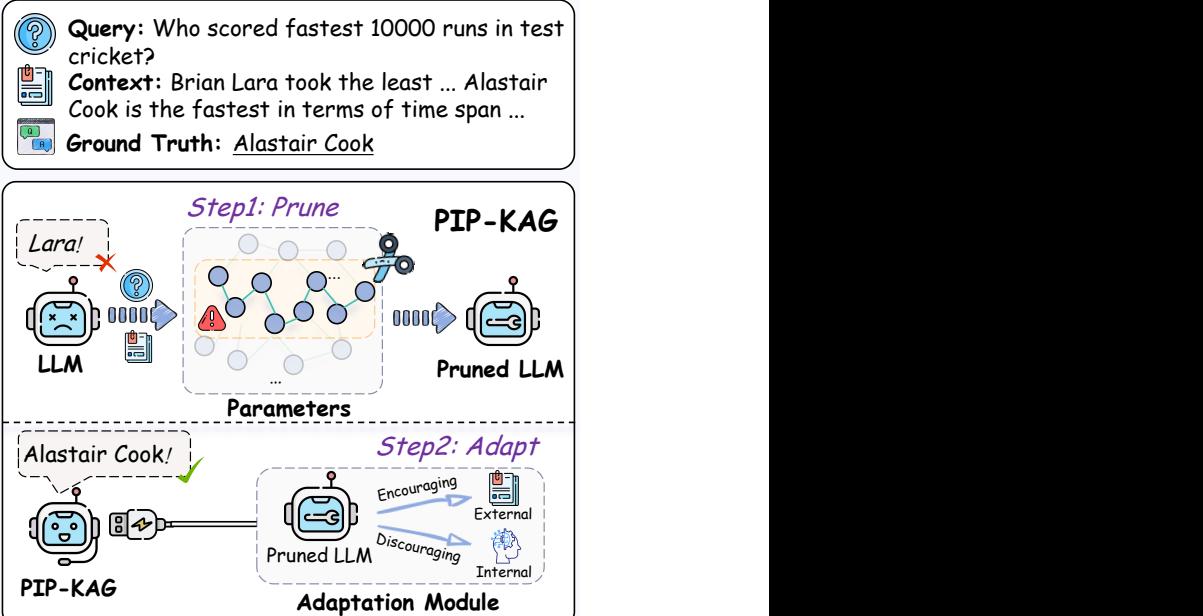 Query: Who scored fastest 10000 runs in test
cricket?
Context: Brian Lara took the least ... Alastair
Cook is the fastest in terms of time span ...
Q
A
Ground Truth: Alastair Cook
Step1: Prune
PIP-KAG
Lara!
...
LLM
Pruned LLM
...
Parameters
Step2: Adapt
Alastair Cook!
Encouraging
External
Pruned LLM
Discouraging
Internal
PIP-KAG
Adaptation Module